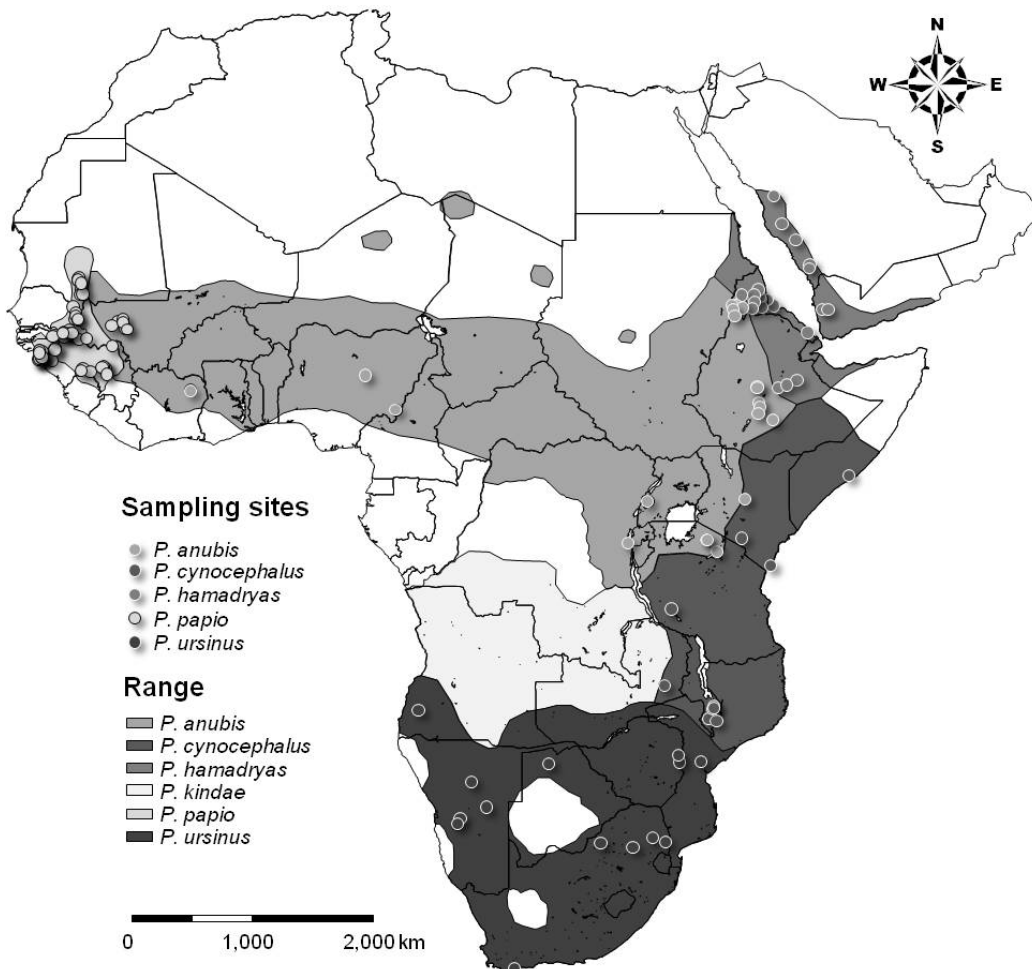 N
W E
S
Sampling sites
P. anubis
P. cynocephalus
P. hamadryas
P. papio
P. ursinus
Range
P. anubis
P. cynocephalus
P. hamadryas
P. kindae
P. papio
P. ursinus
0 1,000 2,000 km